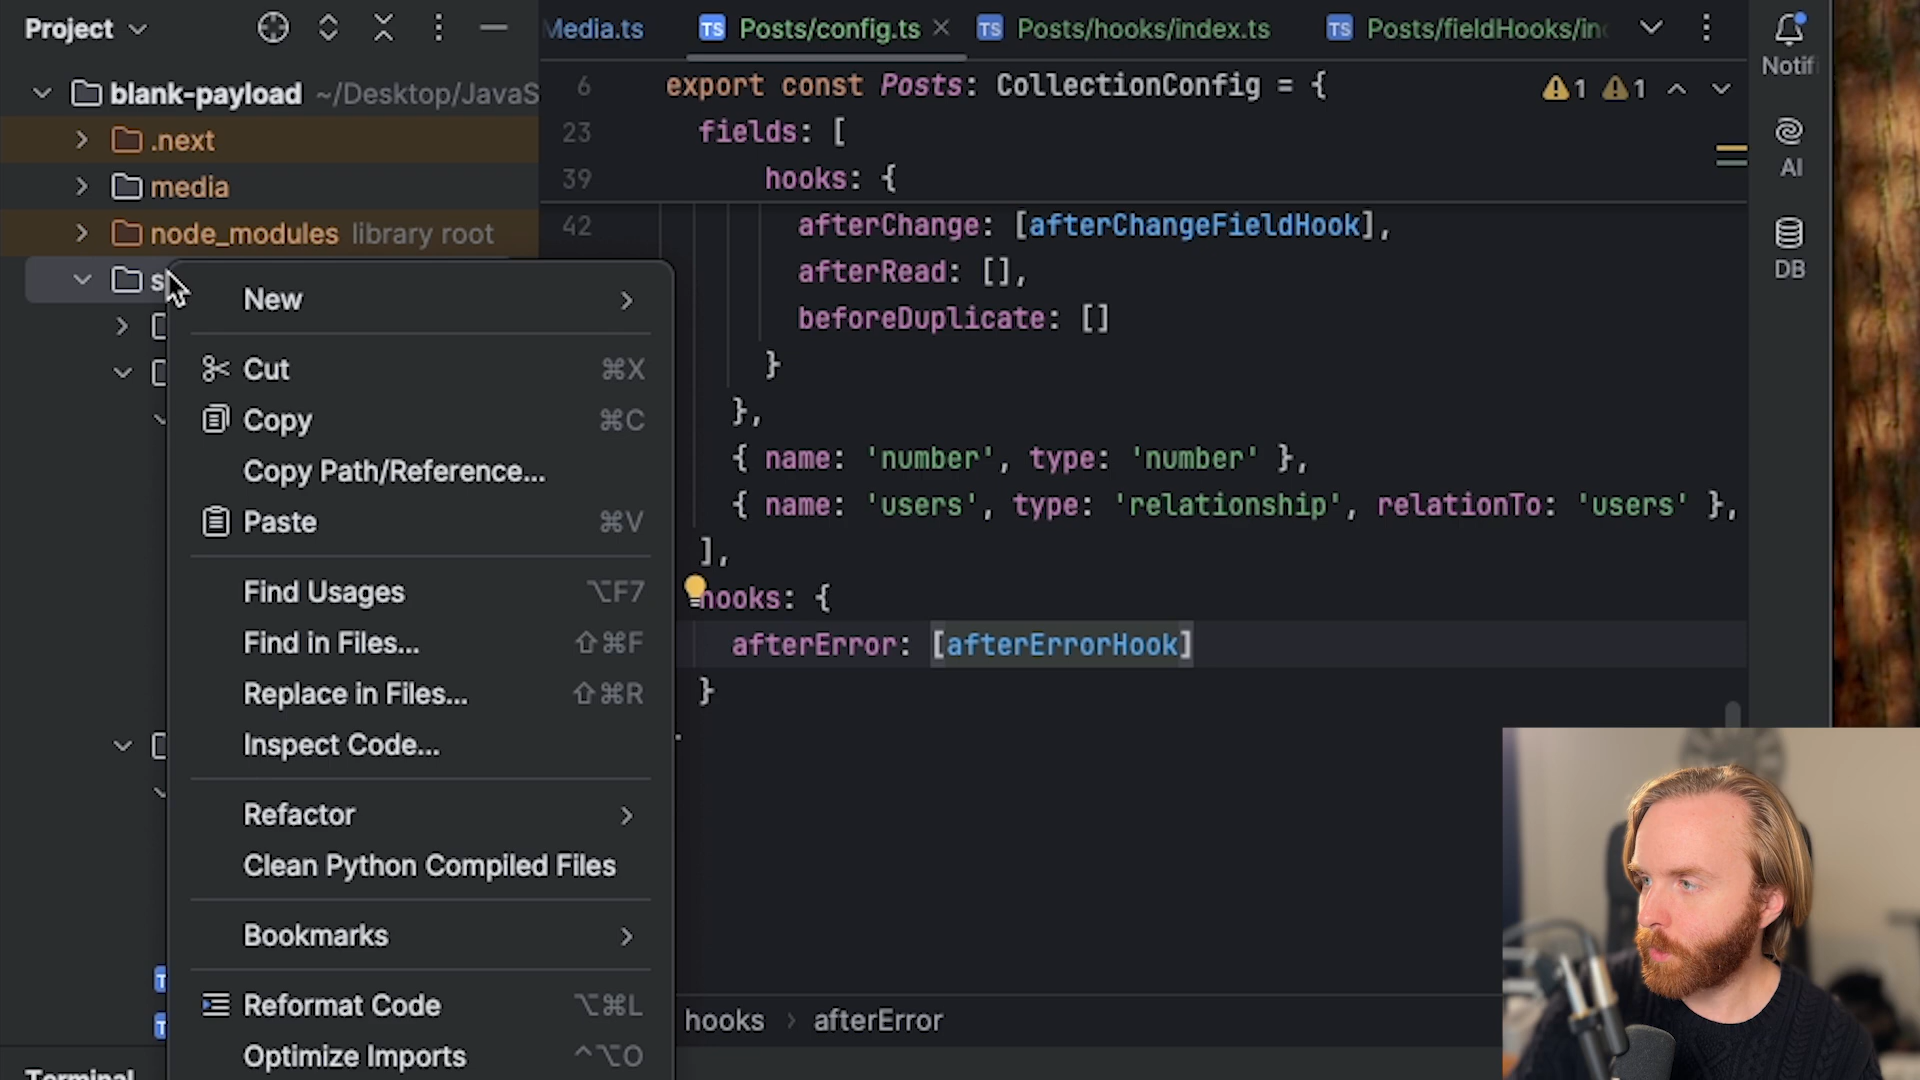 Project
Media.ts
TS Posts/config.ts
TS Posts/hooks/index.ts
TS Posts/fieldHooks/in
Notif
AI
DB
blank-payload ~/Desktop/JavaS
.next
media
node_modules library root
s
6 export const Posts: CollectionConfig = {
1 1
23 fields: [
39 hooks: {
42 afterChange: [afterChangeFieldHook],
afterRead: [],
beforeDuplicate: []
}
},
{ name: 'number', type: 'number' },
{ name: 'users', type: 'relationship', relationTo: 'users' },
],
hooks: {
afterError: [afterErrorHook]
}
New
Cut ⌘X
Copy ⌘C
Copy Path/Reference...
Paste ⌘V
Find Usages ⌥F7
Find in Files... ⇧⌘F
Replace in Files... ⇧⌘R
Inspect Code...
Refactor
Clean Python Compiled Files
Bookmarks
Reformat Code ⌥⌘L
Optimize Imports ⌃⌥O
hooks › afterError
Terminal